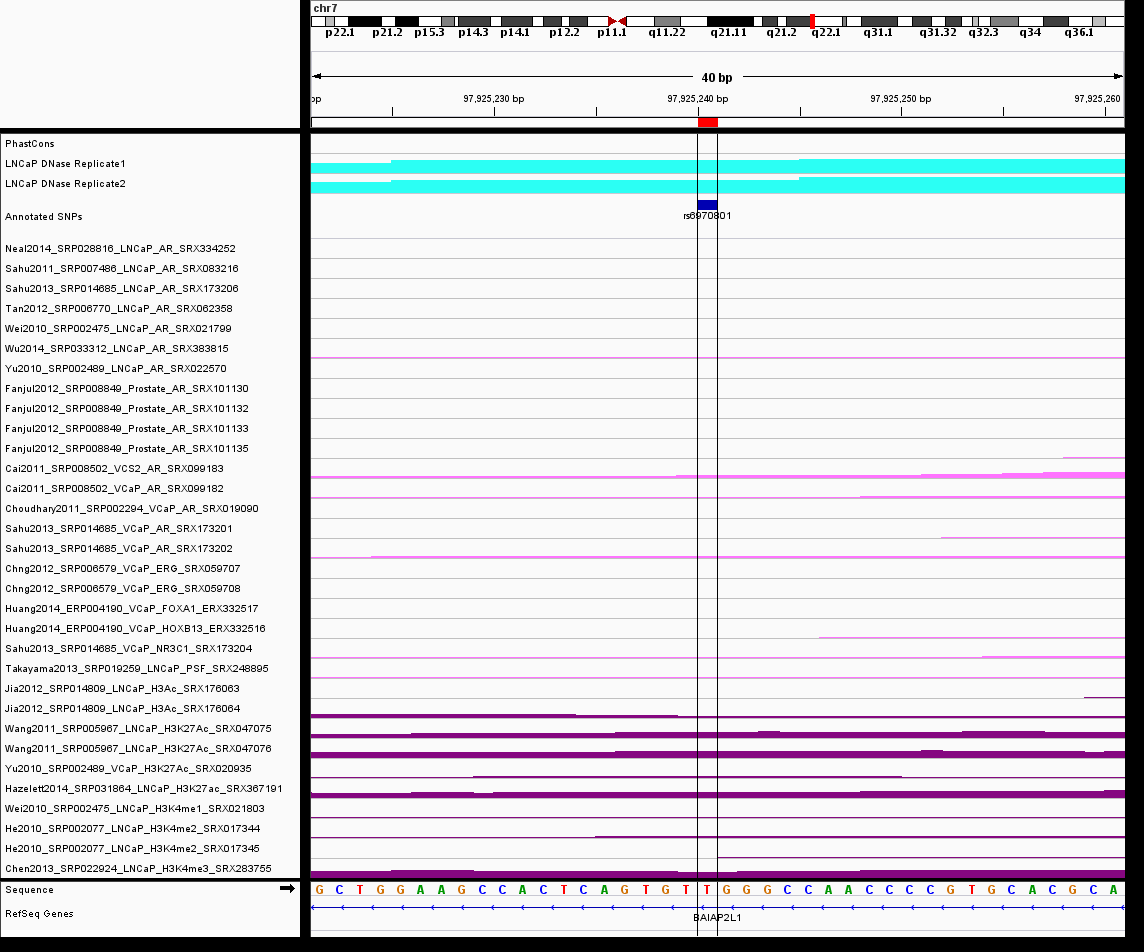 chr7
p22.1 p21.2 p15.3 p14.3 p14.1 p12.2 p11.1 q11.22 q21.11 q21.2 q22.1 q31.1 q31.32 q32.3 q34 q36.1
40 bp
bp 97,925,230 bp 97,925,240 bp 97,925,250 bp 97,925,260
PhastCons
LNCaP DNase Replicate1
LNCaP DNase Replicate2
Annotated SNPs rs6970801
Neal2014_SRP028816_LNCaP_AR_SRX334252
Sahu2011_SRP007486_LNCaP_AR_SRX083216
Sahu2013_SRP014685_LNCaP_AR_SRX173206
Tan2012_SRP006770_LNCaP_AR_SRX062358
Wei2010_SRP002475_LNCaP_AR_SRX021799
Wu2014_SRP033312_LNCaP_AR_SRX383815
Yu2010_SRP002489_LNCaP_AR_SRX022570
Fanjul2012_SRP008849_Prostate_AR_SRX101130
Fanjul2012_SRP008849_Prostate_AR_SRX101132
Fanjul2012_SRP008849_Prostate_AR_SRX101133
Fanjul2012_SRP008849_Prostate_AR_SRX101135
Cai2011_SRP008502_VCS2_AR_SRX099183
Cai2011_SRP008502_VCaP_AR_SRX099182
Choudhary2011_SRP002294_VCaP_AR_SRX019090
Sahu2013_SRP014685_VCaP_AR_SRX173201
Sahu2013_SRP014685_VCaP_AR_SRX173202
Chng2012_SRP006579_VCaP_ERG_SRX059707
Chng2012_SRP006579_VCaP_ERG_SRX059708
Huang2014_ERP004190_VCaP_FOXA1_ERX332517
Huang2014_ERP004190_VCaP_HOXB13_ERX332516
Sahu2013_SRP014685_VCaP_NR3C1_SRX173204
Takayama2013_SRP019259_LNCaP_PSF_SRX248895
Jia2012_SRP014809_LNCaP_H3Ac_SRX176063
Jia2012_SRP014809_LNCaP_H3Ac_SRX176064
Wang2011_SRP005967_LNCaP_H3K27Ac_SRX047075
Wang2011_SRP005967_LNCaP_H3K27Ac_SRX047076
Yu2010_SRP002489_VCaP_H3K27Ac_SRX020935
Hazelett2014_SRP031864_LNCaP_H3K27ac_SRX367191
Wei2010_SRP002475_LNCaP_H3K4me1_SRX021803
He2010_SRP002077_LNCaP_H3K4me2_SRX017344
He2010_SRP002077_LNCaP_H3K4me2_SRX017345
Chen2013_SRP022924_LNCaP_H3K4me3_SRX283755
Sequence G C T G G A A G C C A C T C A G T G T T G G G C C A A C C C C G T G C A C G C A
RefSeq Genes BAIAP2L1